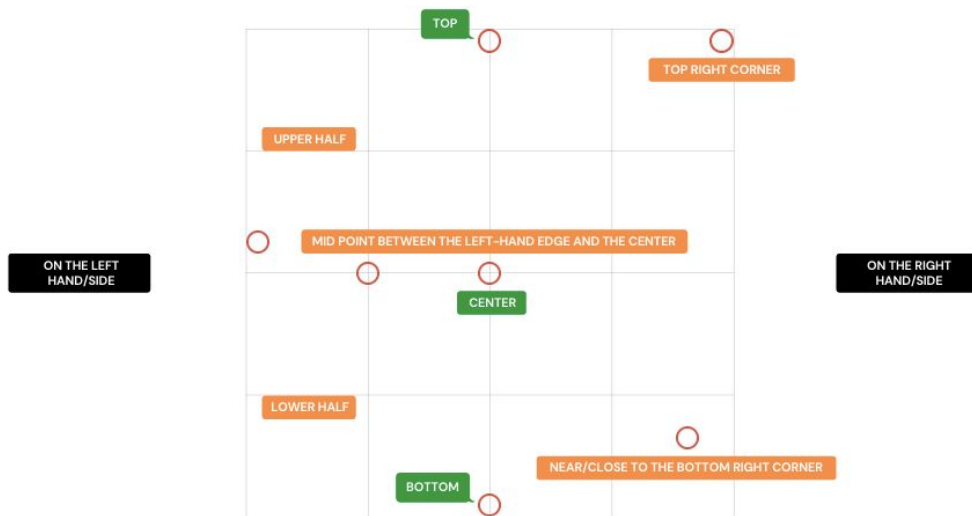 TOP
TOP RIGHT CORNER
UPPER HALF
MID POINT BETWEEN THE LEFT-HAND EDGE AND THE CENTER
ON THE LEFT
HAND/SIDE
ON THE RIGHT
HAND/SIDE
CENTER
LOWER HALF
NEAR/CLOSE TO THE BOTTOM RIGHT CORNER
BOTTOM